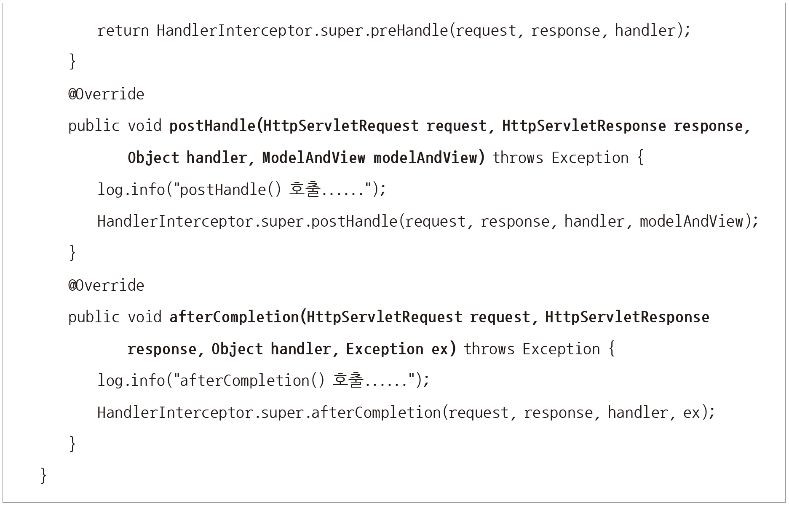 return HandlerInterceptor.super.preHandle(request, response, handler);
}
@Override
public void postHandle(HttpServletRequest request, HttpServletResponse response,
Object handler, ModelAndView modelAndView) throws Exception {
log.info("postHandle() 호출......");
HandlerInterceptor.super.postHandle(request, response, handler, modelAndView);
}
@Override
public void afterCompletion(HttpServletRequest request, HttpServletResponse
response, Object handler, Exception ex) throws Exception {
log.info("afterCompletion() 호출......");
HandlerInterceptor.super.afterCompletion(request, response, handler, ex);
}
}